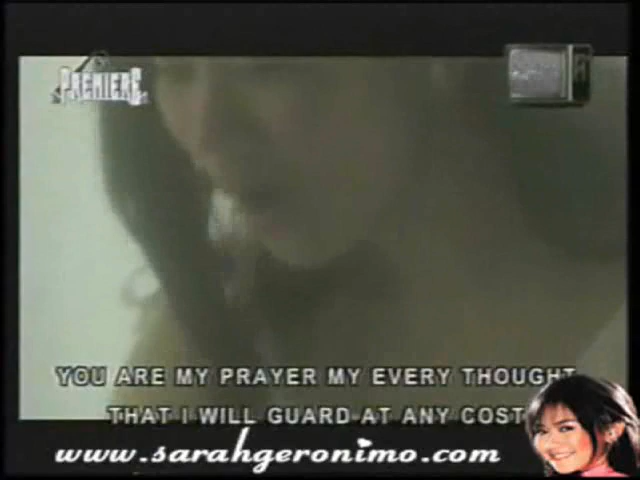 PREMIERE
YOU ARE MY PRAYER MY EVERY THOUGHT
THAT I WILL GUARD AT ANY COST
www.sarahgeronimo.com